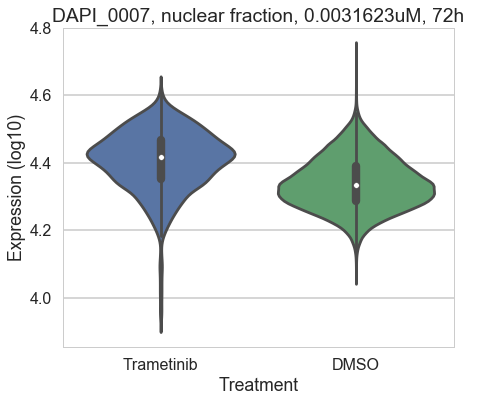 DAPI_0007, nuclear fraction, 0.0031623uM, 72h
4.8
4.6
4.4
4.2
4.0
Expression (log10)
Trametinib
DMSO
Treatment